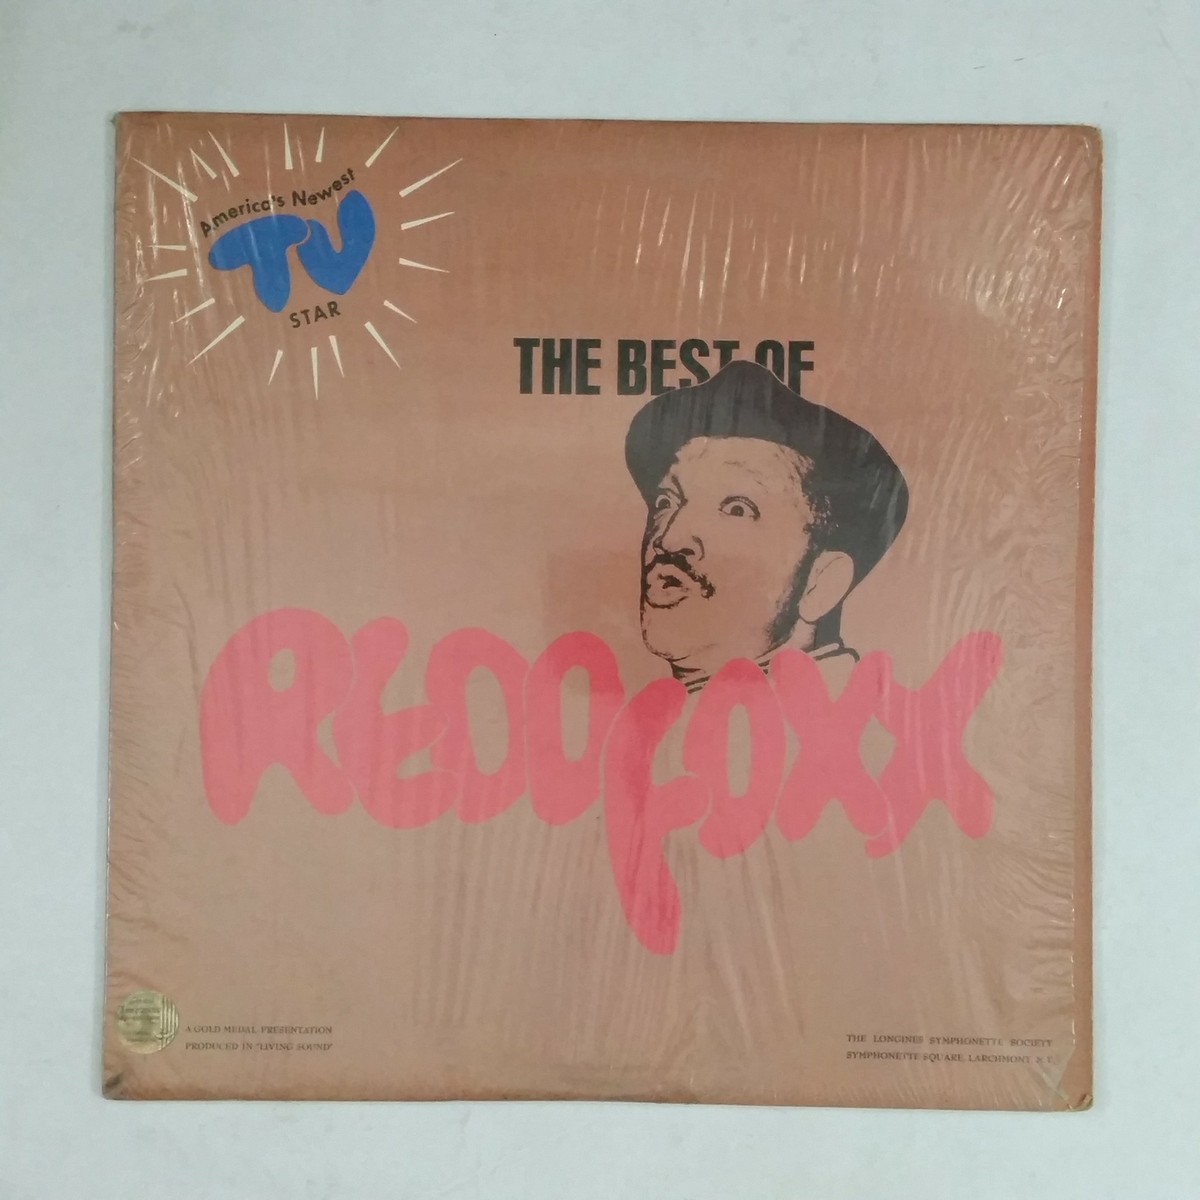 America's Newest
TV
STAR
THE BEST OF
REDD FOXX
A GOLD MEDAL PRESENTATION
PRODUCED IN "LIVING SOUND"
THE LONGINES SYMPHONETTE SOCIETY
SYMPHONETTE SQUARE, LARCHMONT, N.Y.